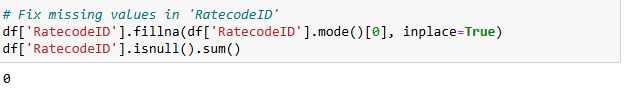 # Fix missing values in 'RatecodeID'
df['RatecodeID'].fillna(df['RatecodeID'].mode()[0], inplace=True)
df['RatecodeID'].isnull().sum()
0